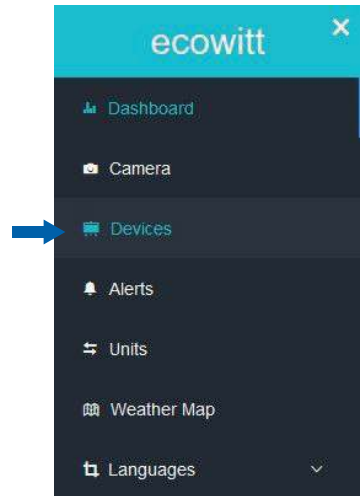 ecowitt
Dashboard
Camera
Devices
Alerts
Units
Weather Map
Languages